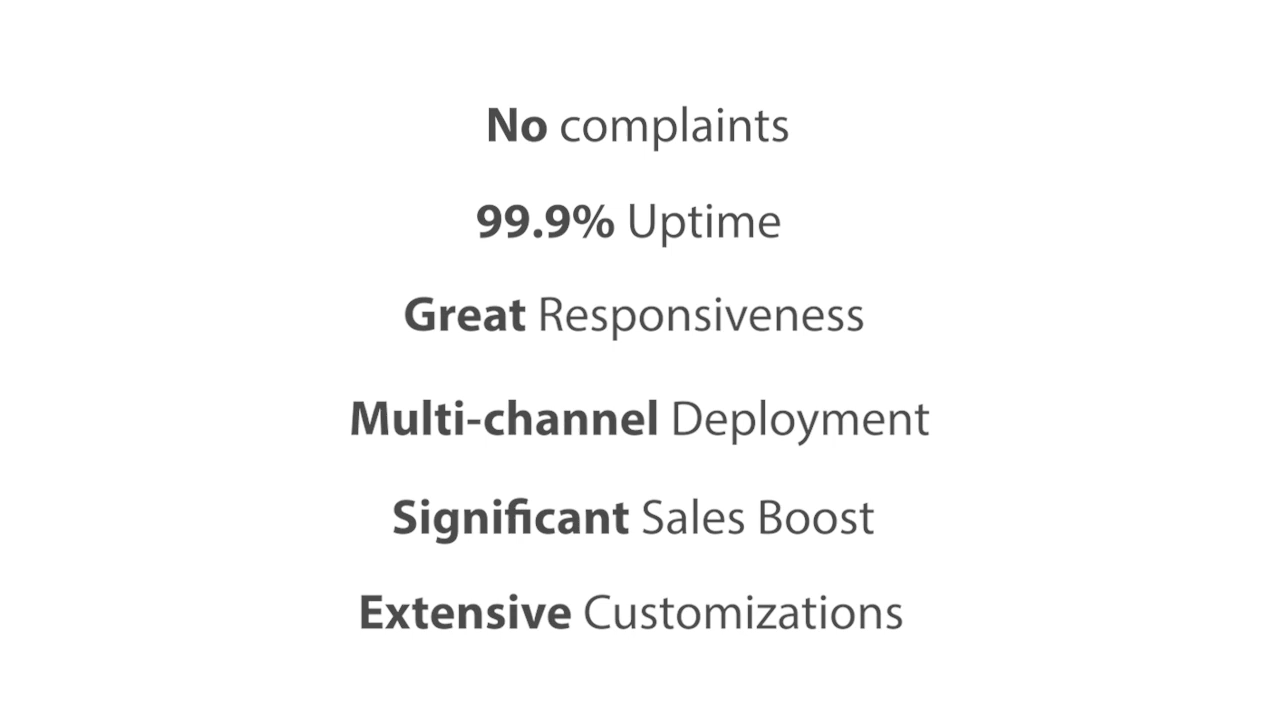 No complaints
99.9% Uptime
Great Responsiveness
Multi-channel Deployment
Significant Sales Boost
Extensive Customizations